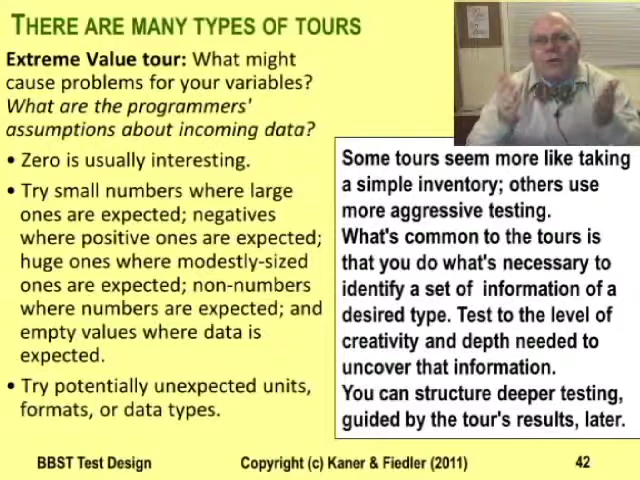 THERE ARE MANY TYPES OF TOURS
Extreme Value tour: What might
cause problems for your variables?
What are the programmers'
assumptions about incoming data?
• Zero is usually interesting.
• Try small numbers where large
ones are expected; negatives
where positive ones are expected;
huge ones where modestly-sized
ones are expected; non-numbers
where numbers are expected; and
empty values where data is
expected.
• Try potentially unexpected units,
formats, or data types.
Some tours seem more like taking
a simple inventory; others use
more aggressive testing.
What's common to the tours is
that you do what's necessary to
identify a set of information of a
desired type. Test to the level of
creativity and depth needed to
uncover that information.
You can structure deeper testing,
guided by the tour's results, later.
BBST Test Design
Copyright (c) Kaner & Fiedler (2011)
42